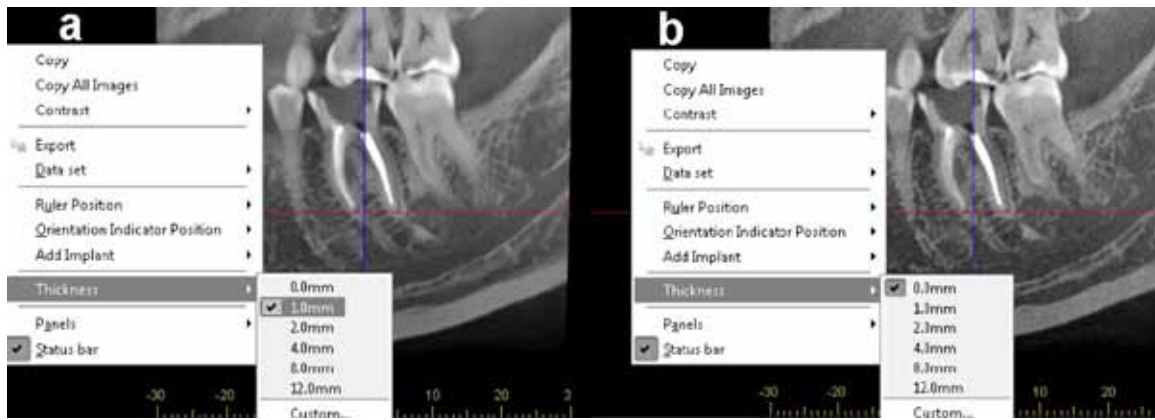 a
Copy
Copy All Images
Contrast
Export
Data set
Ruler Position
Orientation Indicator Position
Add Implant
Thickness
0.0mm
1.0mm
2.0mm
4.0mm
8.0mm
12.0mm
Custom...
Panels
Status bar
-30 -20 10 20 3
b
Copy
Copy All Images
Contrast
Export
Data set
Ruler Position
Orientation Indicator Position
Add Implant
Thickness
0.3mm
1.3mm
2.3mm
4.3mm
8.3mm
12.0mm
Custom...
Panels
Status bar
-30 -20 10 20